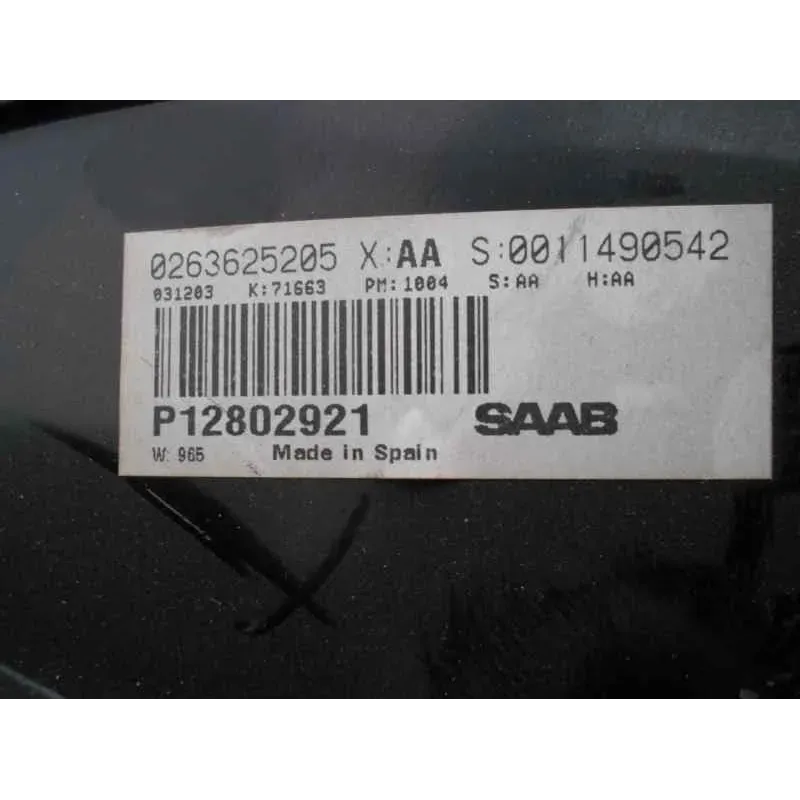 0263625205 X:AA S:0011490542
031203 K:71663 PM:1004 S:AA H:AA
P12802921 SAAB
W: 965 Made in Spain